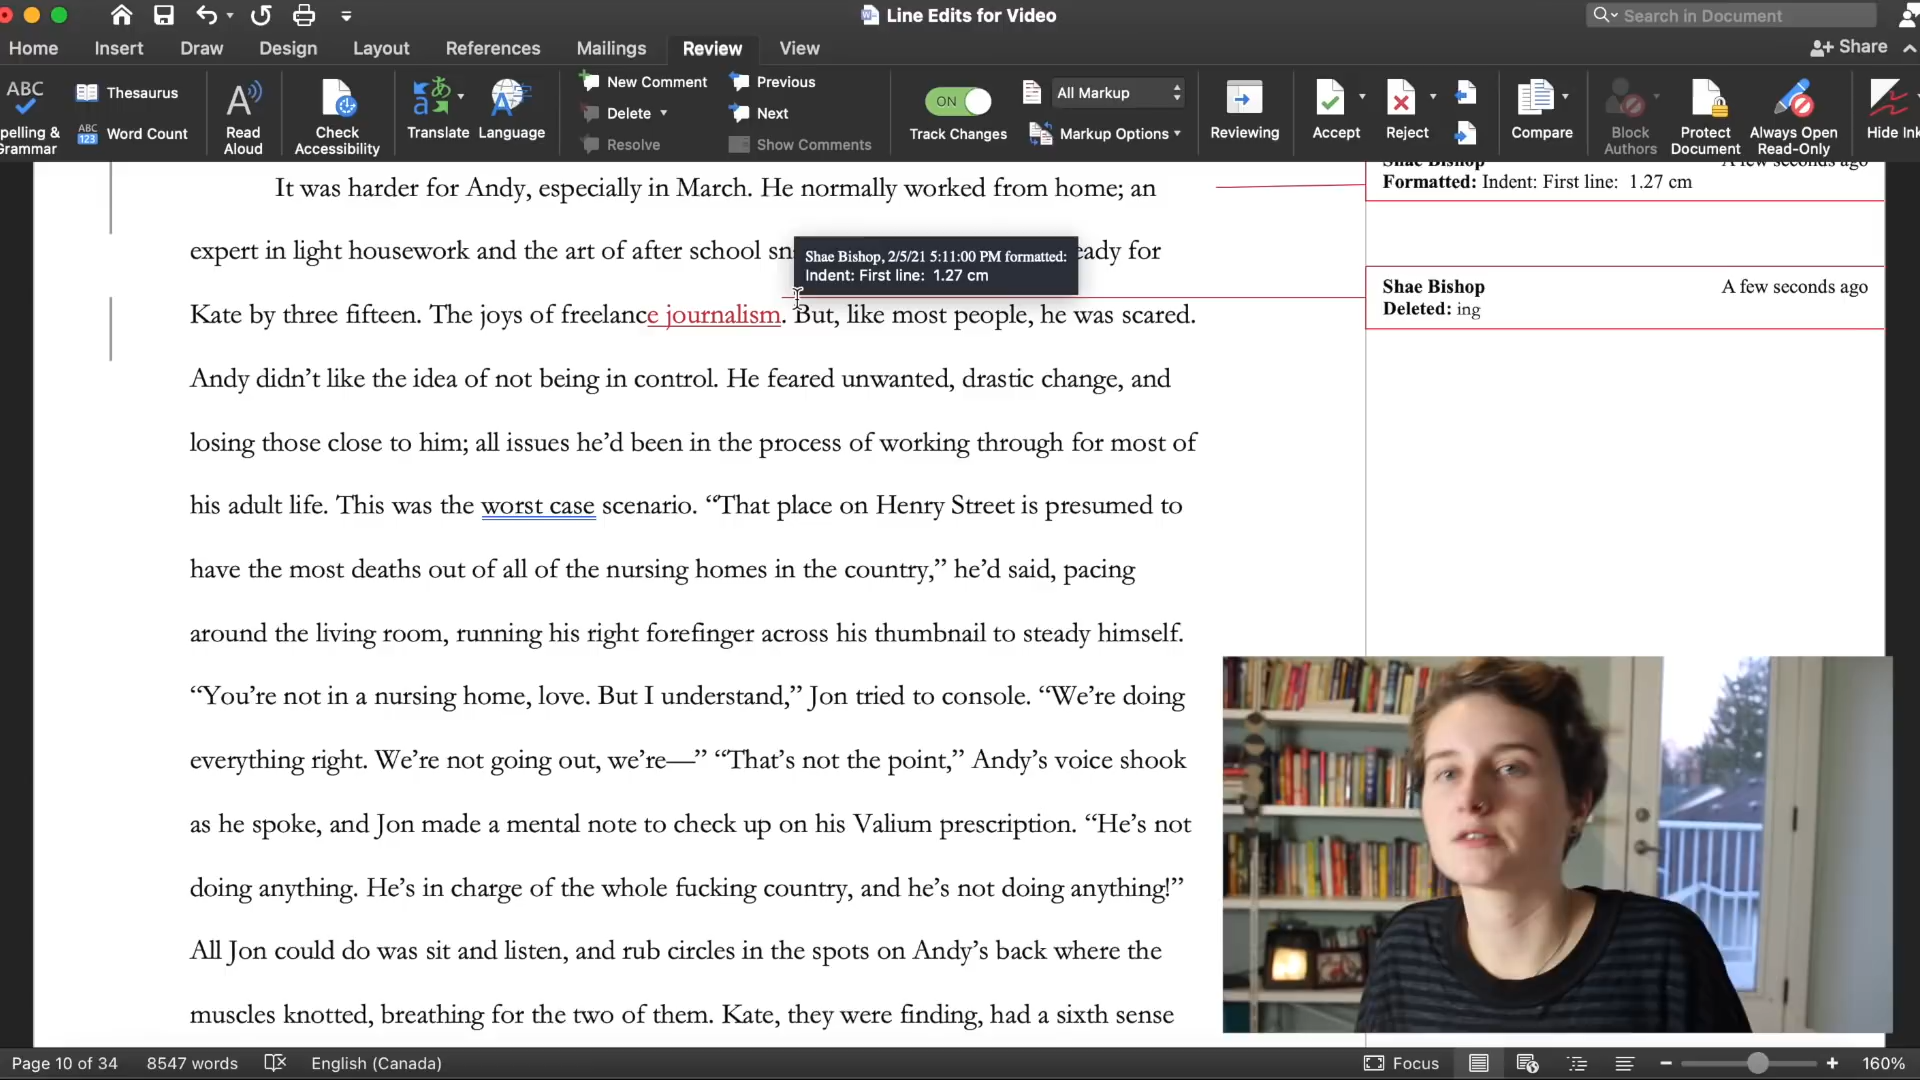 Line Edits for Video
Search in Document
Home Insert Draw Design Layout References Mailings Review View
Share
ABC
pelling &
Grammar
Thesaurus
ABC
123
Word Count
Read
Aloud
Check
Accessibility
Translate
Language
New Comment
Delete
Resolve
Previous
Next
Show Comments
ON
Track Changes
All Markup
Markup Options
Reviewing
Accept
Reject
Compare
Block
Authors
Protect
Document
Always Open
Read-Only
Hide Ink
It was harder for Andy, especially in March. He normally worked from home; an
expert in light housework and the art of after school sn eady for
Kate by three fifteen. The joys of freelance journalism. But, like most people, he was scared.
Andy didn’t like the idea of not being in control. He feared unwanted, drastic change, and
losing those close to him; all issues he’d been in the process of working through for most of
his adult life. This was the worst case scenario. “That place on Henry Street is presumed to
have the most deaths out of all of the nursing homes in the country,” he’d said, pacing
around the living room, running his right forefinger across his thumbnail to steady himself.
“You’re not in a nursing home, love. But I understand,” Jon tried to console. “We’re doing
everything right. We’re not going out, we’re—” “That’s not the point,” Andy’s voice shook
as he spoke, and Jon made a mental note to check up on his Valium prescription. “He’s not
doing anything. He’s in charge of the whole fucking country, and he’s not doing anything!”
All Jon could do was sit and listen, and rub circles in the spots on Andy’s back where the
muscles knotted, breathing for the two of them. Kate, they were finding, had a sixth sense
Shae Bishop, 2/5/21 5:11:00 PM formatted:
Indent: First line: 1.27 cm
Shae Bishop A few seconds ago
Formatted: Indent: First line: 1.27 cm
Shae Bishop A few seconds ago
Deleted: ing
Page 10 of 34 8547 words English (Canada)
Focus
160%